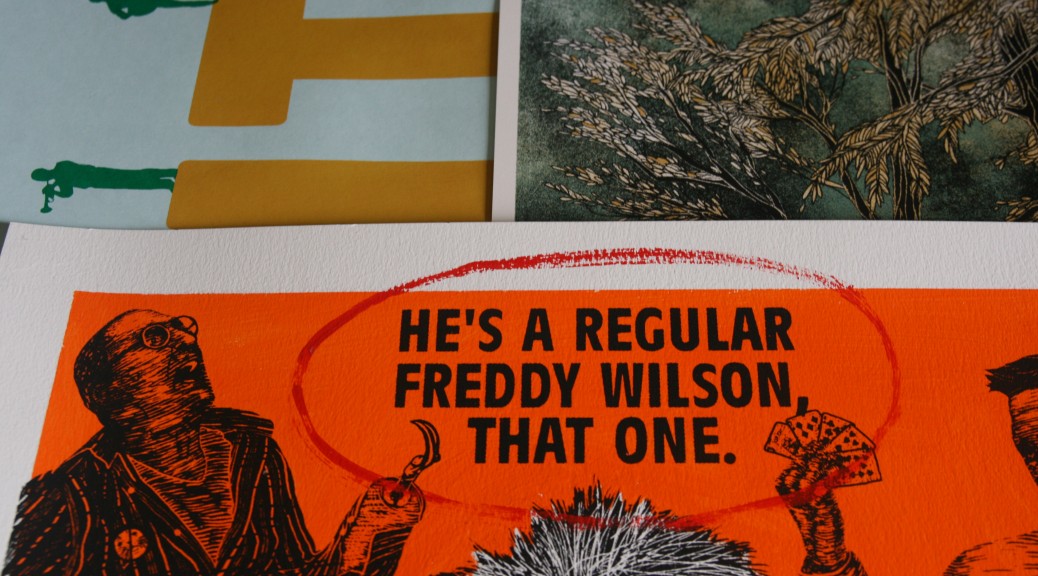 HE'S A REGULAR
FREDDY WILSON,
THAT ONE.